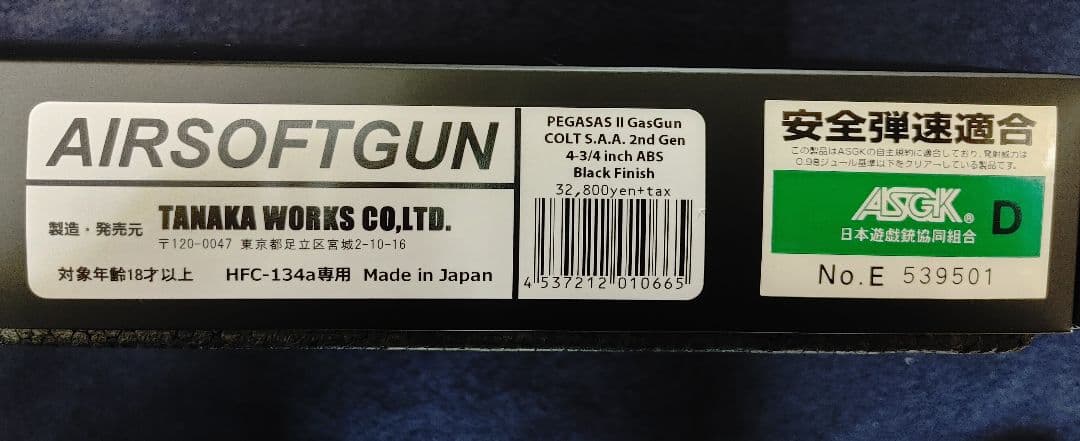 AIRSOFTGUN
製造・発売元 TANAKA WORKS CO,LTD.
〒120-0047 東京都足立区宮城2-10-16
対象年齢18才以上 HFC-134a専用 Made in Japan
PEGASAS II GasGun
COLT S.A.A. 2nd Gen
4-3/4 inch ABS
Black Finish
32,800yen+tax
4 537212 010665
安全弾速適合
この製品はASGKの自主規約に適合しており、発射威力は
0.98ジュール基準以下をクリアーしている製品です。
ASGK® D
日本遊戯銃協同組合
No.E 539501